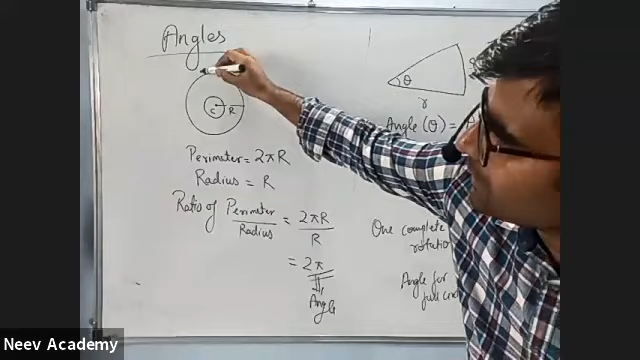 Angles
C R
Perimeter = 2πR
Radius = R
Ratio of Perimeter / Radius = 2πR / R
= 2π
Angle
θ
r
Angle (θ) =
One complete
rotation
Angle for
full
Neev Academy